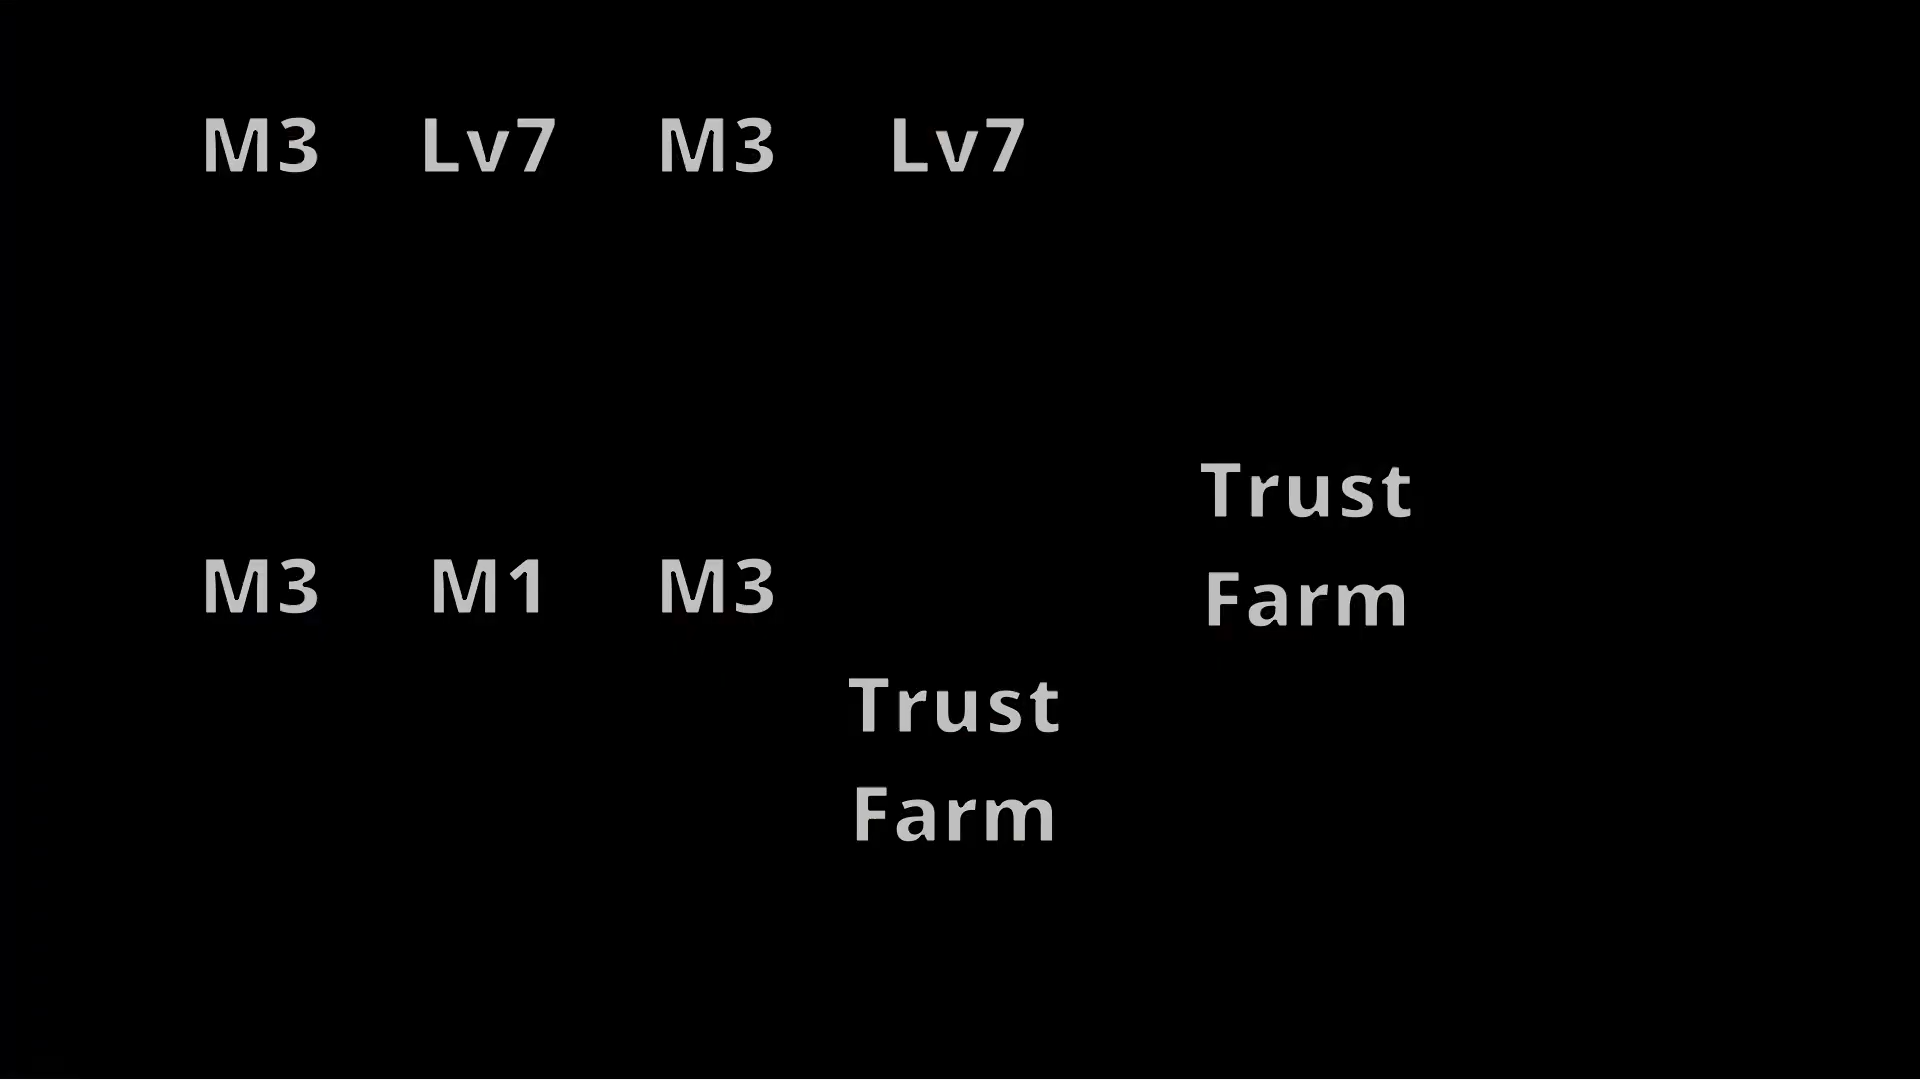 M3 Lv7 M3 Lv7
Trust
Farm
M3 M1 M3
Trust
Farm